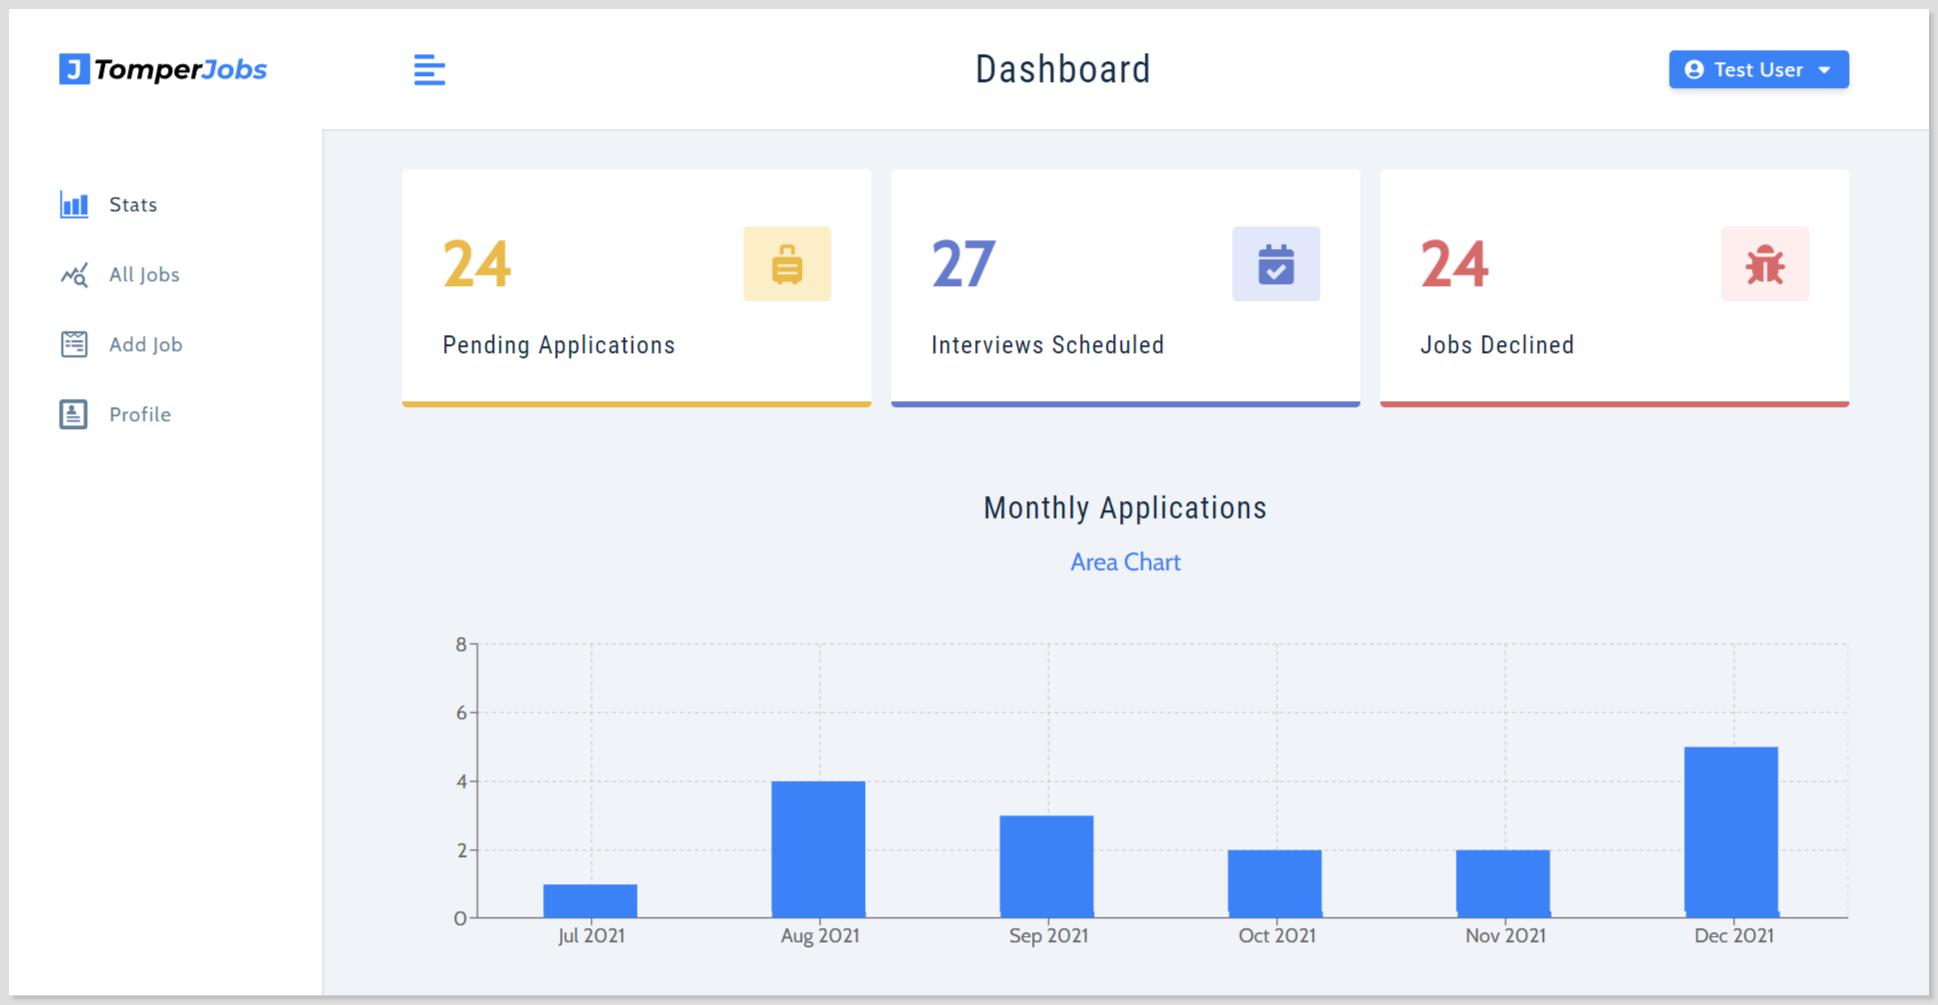 J TomperJobs
Dashboard
Test User
Stats
All Jobs
Add Job
Profile
24
Pending Applications
27
Interviews Scheduled
24
Jobs Declined
Monthly Applications
Area Chart
8
6
4
2
0
Jul 2021 Aug 2021 Sep 2021 Oct 2021 Nov 2021 Dec 2021